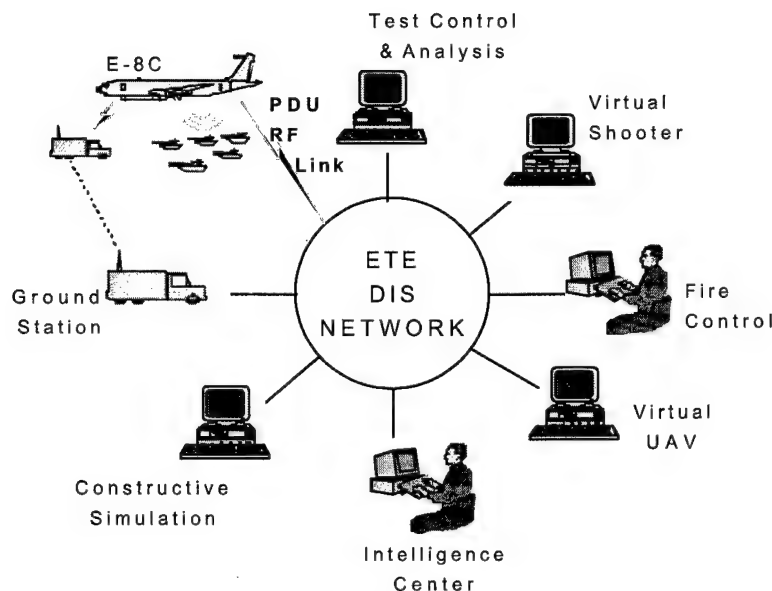 Test Control
& Analysis
E-8C
PDU
RF
Link
Virtual
Shooter
ETE
DIS
NETWORK
Ground
Station
Fire
Control
Virtual
UAV
Constructive
Simulation
Intelligence
Center